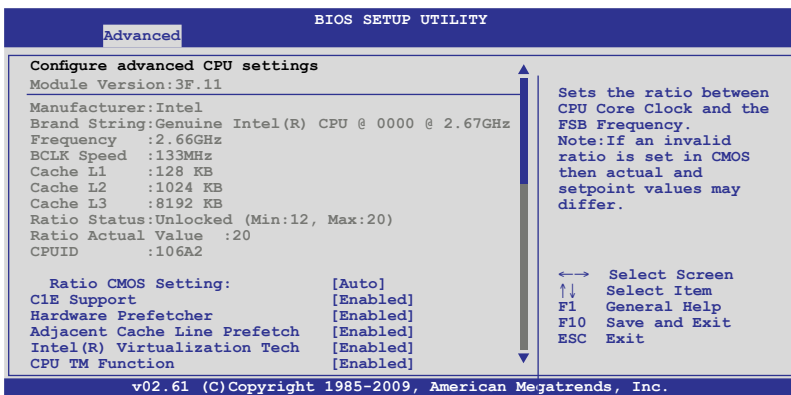 BIOS SETUP UTILITY
Advanced
Configure advanced CPU settings
Module Version:3F.11
Manufacturer:Intel
Brand String:Genuine Intel(R) CPU @ 0000 @ 2.67GHz
Frequency :2.66GHz
BCLK Speed :133MHz
Cache L1 :128 KB
Cache L2 :1024 KB
Cache L3 :8192 KB
Ratio Status:Unlocked (Min:12, Max:20)
Ratio Actual Value :20
CPUID :106A2
Ratio CMOS Setting: [Auto]
C1E Support [Enabled]
Hardware Prefetcher [Enabled]
Adjacent Cache Line Prefetch [Enabled]
Intel(R) Virtualization Tech [Enabled]
CPU TM Function [Enabled]
Sets the ratio between
CPU Core Clock and the
FSB Frequency.
Note:If an invalid
ratio is set in CMOS
then actual and
setpoint values may
differ.
←→ Select Screen
↑↓ Select Item
F1 General Help
F10 Save and Exit
ESC Exit
v02.61 (C)Copyright 1985-2009, American Megatrends, Inc.